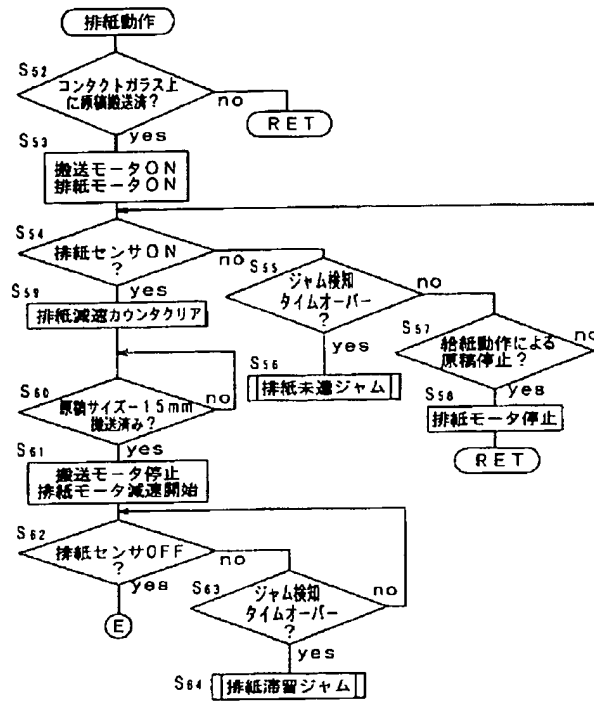 排紙動作
S52
コンタクトガラス上
に原稿搬送済?
no
RET
yes
S53
搬送モータON
排紙モータON
S54
排紙センサON
?
no
S55
ジャム検知
タイムオーバー
?
no
yes
S56
排紙未達ジャム
S57
給紙動作による
原稿停止?
no
yes
S58
排紙モータ停止
RET
yes
S59
排紙減速カウンタクリア
S60
原稿サイズ-15mm
搬送済み?
no
yes
S61
搬送モータ停止
排紙モータ減速開始
S62
排紙センサOFF
?
no
yes
E
S63
ジャム検知
タイムオーバー
?
no
yes
S64
排紙滞留ジャム